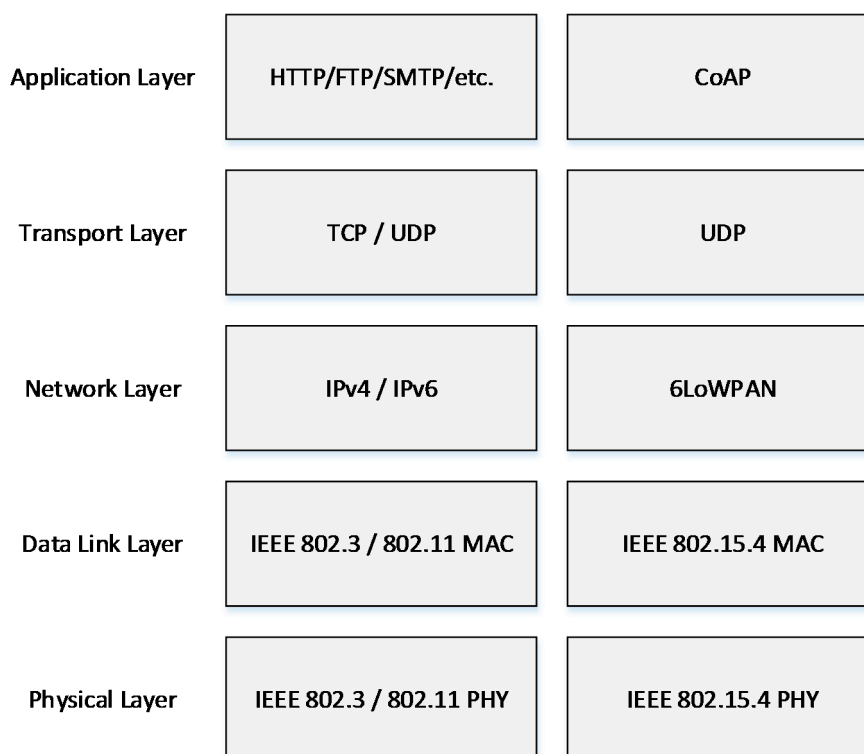 Application Layer
HTTP/FTP/SMTP/etc.
CoAP
Transport Layer
TCP / UDP
UDP
Network Layer
IPv4 / IPv6
6LoWPAN
Data Link Layer
IEEE 802.3 / 802.11 MAC
IEEE 802.15.4 MAC
Physical Layer
IEEE 802.3 / 802.11 PHY
IEEE 802.15.4 PHY